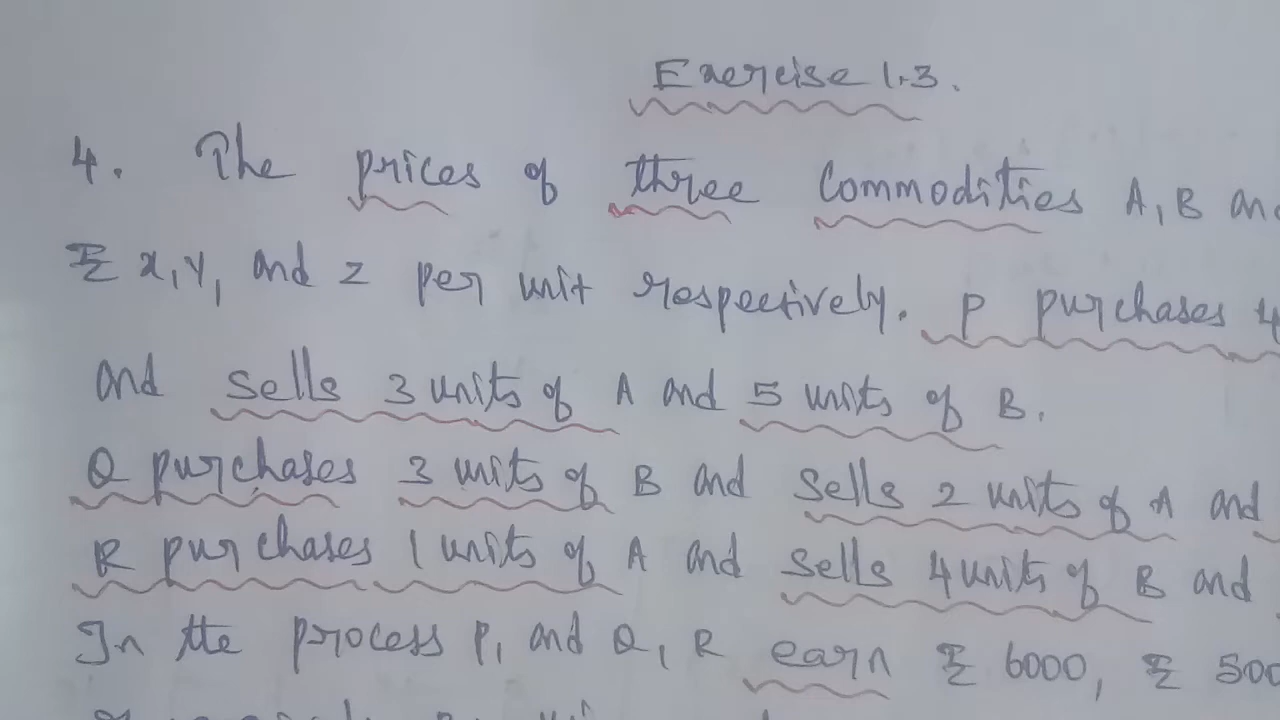 Exercise 1.3.
4. The prices of three commodities A, B
₹ x, y, and z per unit respectively. P purchases 4
and sells 3 units of A and 5 units of B.
Q purchases 3 units of B and sells 2 units of A and
R purchases 1 units of A and sells 4 units of B and
In the process P, and Q, R earn ₹ 6000, ₹